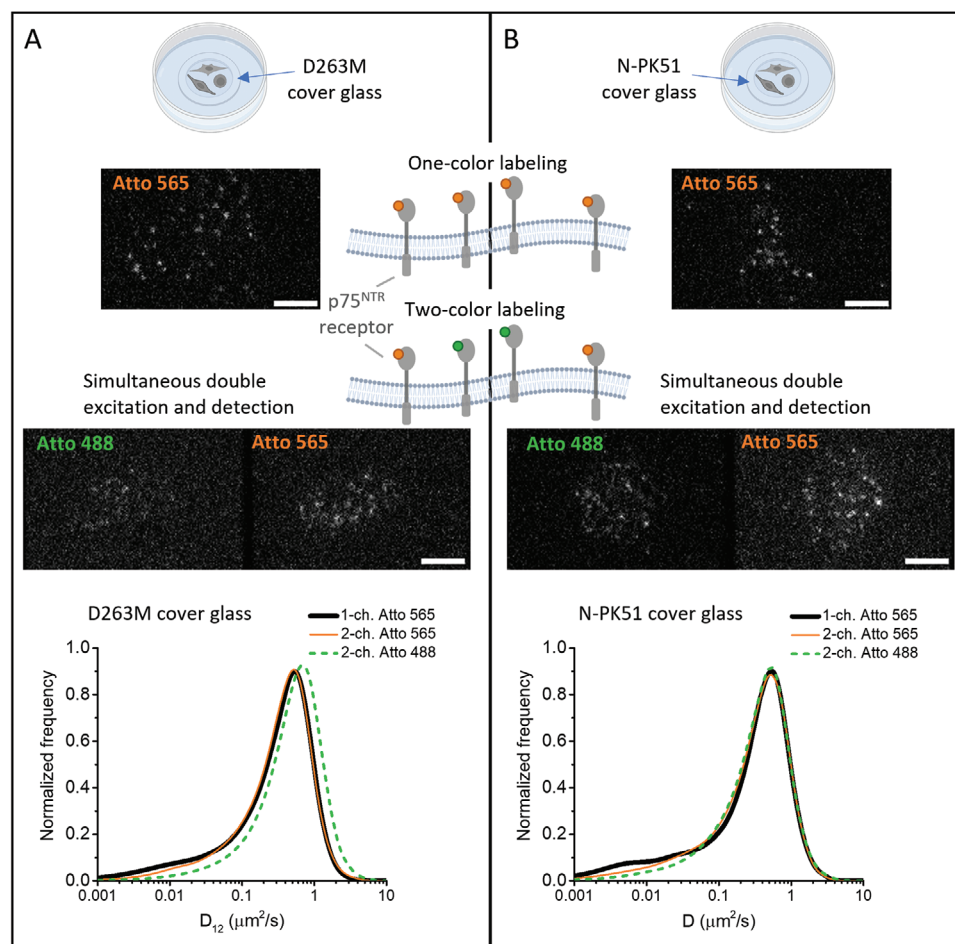 A
D263M
cover glass
B
N-PK51
cover glass
One-color labeling
Atto 565
Atto 565
p75NTR
receptor
Two-color labeling
Simultaneous double
excitation and detection
Simultaneous double
excitation and detection
Atto 488
Atto 565
Atto 488
Atto 565
D263M cover glass
1-ch. Atto 565
2-ch. Atto 565
2-ch. Atto 488
Normalized frequency
1.0
0.8
0.6
0.4
0.2
0.0
0.001
0.01
0.1
1
10
D12 (μm²/s)
N-PK51 cover glass
1-ch. Atto 565
2-ch. Atto 565
2-ch. Atto 488
Normalized frequency
1.0
0.8
0.6
0.4
0.2
0.0
0.001
0.01
0.1
1
10
D (μm²/s)